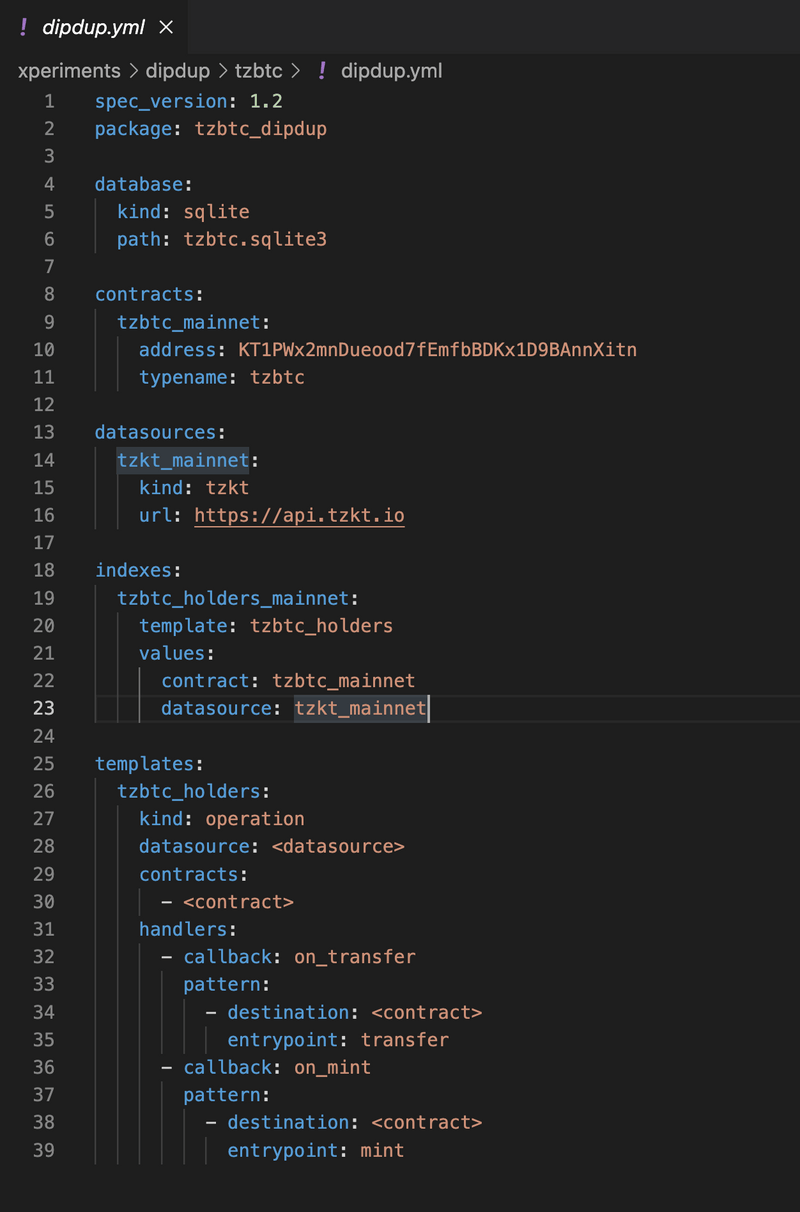 ! dipdup.yml ×
xperiments > dipdup > tzbtc > ! dipdup.yml
1 spec_version: 1.2
2 package: tzbtc_dipdup
3
4 database:
5   kind: sqlite
6   path: tzbtc.sqlite3
7
8 contracts:
9   tzbtc_mainnet:
10     address: KT1PWx2mnDueood7fEmfbBDKx1D9BAnnXitn
11     typename: tzbtc
12
13 datasources:
14   tzkt_mainnet:
15     kind: tzkt
16     url: https://api.tzkt.io
17
18 indexes:
19   tzbtc_holders_mainnet:
20     template: tzbtc_holders
21     values:
22       contract: tzbtc_mainnet
23       datasource: tzkt_mainnet
24
25 templates:
26   tzbtc_holders:
27     kind: operation
28     datasource: <datasource>
29     contracts:
30       - <contract>
31     handlers:
32       - callback: on_transfer
33         pattern:
34           - destination: <contract>
35             entrypoint: transfer
36       - callback: on_mint
37         pattern:
38           - destination: <contract>
39             entrypoint: mint